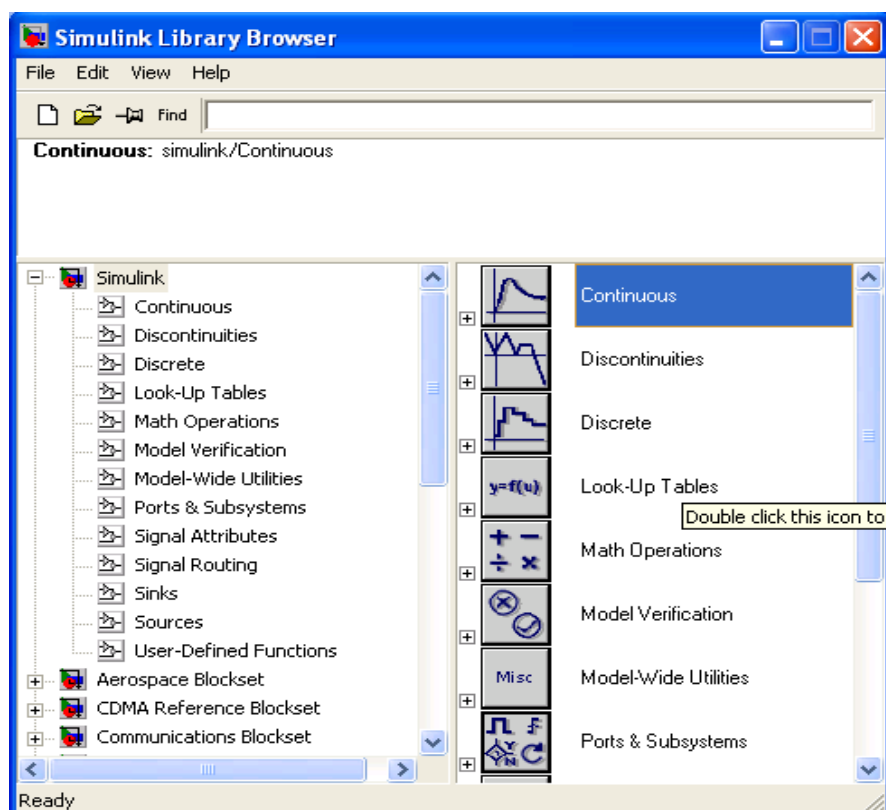 Simulink Library Browser
File Edit View Help
Find
Continuous: simulink/Continuous
Simulink
Continuous
Discontinuities
Discrete
Look-Up Tables
Math Operations
Model Verification
Model-Wide Utilities
Ports & Subsystems
Signal Attributes
Signal Routing
Sinks
Sources
User-Defined Functions
Aerospace Blockset
CDMA Reference Blockset
Communications Blockset
Continuous
Discontinuities
Discrete
y=f(u)
Look-Up Tables
Double click this icon to
+ −
÷ ×
Math Operations
Model Verification
Misc
Model-Wide Utilities
Y
N
Ports & Subsystems
Ready